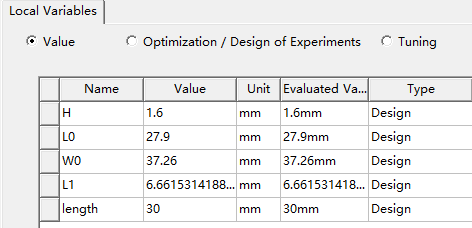 Local Variables
Value Optimization / Design of Experiments Tuning
Name Value Unit Evaluated Va... Type
H 1.6 mm 1.6mm Design
L0 27.9 mm 27.9mm Design
W0 37.26 mm 37.26mm Design
L1 6.6615314188... mm 6.661531418... Design
length 30 mm 30mm Design